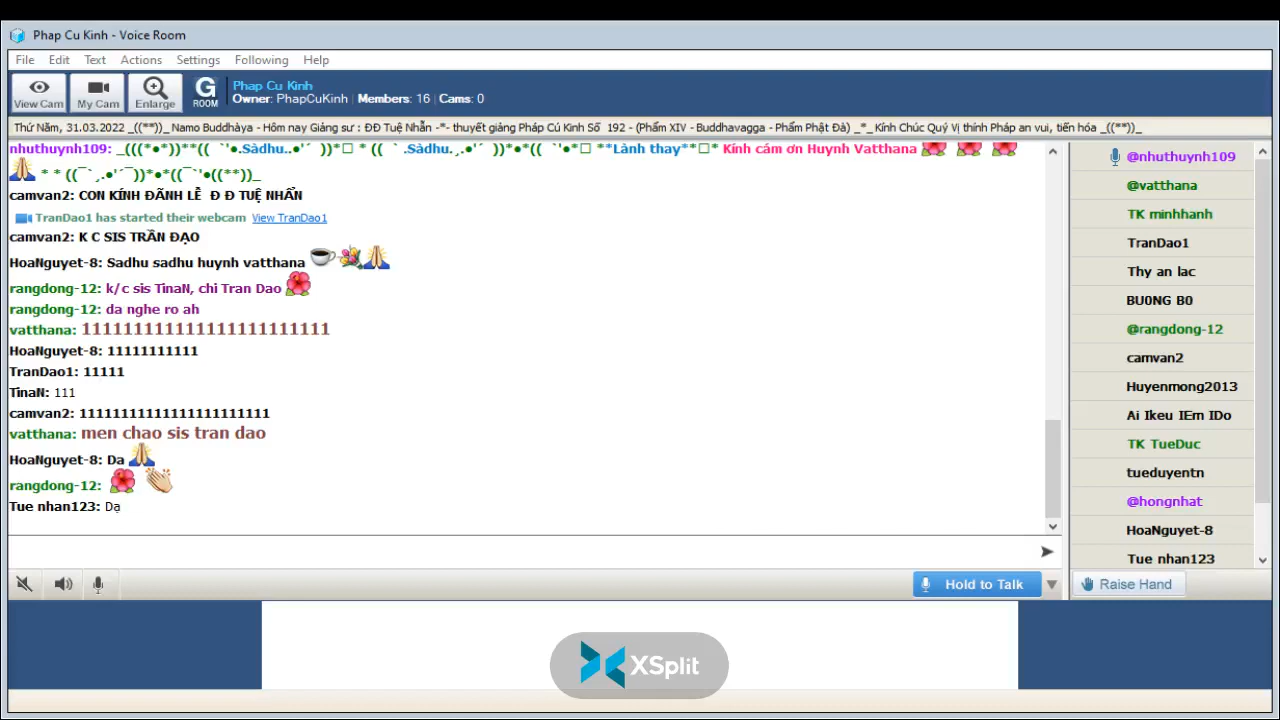 Phap Cu Kinh - Voice Room
File Edit Text Actions Settings Following Help
View Cam My Cam Enlarge G ROOM
Phap Cu Kinh
Owner: PhapCuKinh | Members: 16 | Cams: 0
Thứ Năm, 31.03.2022 _((**))_ Namo Buddhàya - Hôm nay Giảng sư : ĐĐ Tuệ Nhẫn -*- thuyết giảng Pháp Cú Kinh Số 192 - (Phẩm XIV - Buddhavagga - Phẩm Phật Đà) _*_ Kính Chúc Quý Vị thính Pháp an vui, tiến hóa _((**))_
nhuthuynh109: _(((*●*))**(( `'●.Sàdhu..●'´ ))*□ * (( ` .Sàdhu.¸.●'´ ))*●*(( `'●*□ **Lành thay**□* Kính cám ơn Huynh Vatthana
* * ((¯`¸.●'´¯))*●*((¯`'●((**))_
camvan2: CON KÍNH ĐÃNH LỄ Đ Đ TUỆ NHẪN
TranDao1 has started their webcam View TranDao1
camvan2: K C SIS TRẦN ĐẠO
HoaNguyet-8: Sadhu sadhu huynh vatthana
rangdong-12: k/c sis TinaN, chi Tran Dao
rangdong-12: da nghe ro ah
vatthana: 111111111111111111111111
HoaNguyet-8: 11111111111
TranDao1: 11111
TinaN: 111
camvan2: 11111111111111111111111
vatthana: men chao sis tran dao
HoaNguyet-8: Da
rangdong-12:
Tue nhan123: Dạ
@nhuthuynh109
@vatthana
TK minhhanh
TranDao1
Thy an lac
BU0NG B0
@rangdong-12
camvan2
Huyenmong2013
Ai Ikeu IEm IDo
TK TueDuc
tueduyentn
@hongnhat
HoaNguyet-8
Tue nhan123
Hold to Talk
Raise Hand
XSplit